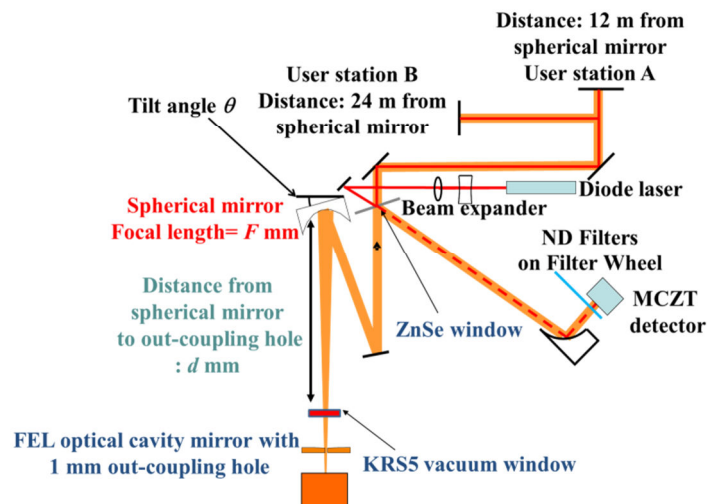 Distance: 12 m from
spherical mirror
User station A
User station B
Distance: 24 m from
spherical mirror
Tilt angle θ
Diode laser
Beam expander
Spherical mirror
Focal length= F mm
ND Filters
on Filter Wheel
MCZT
detector
Distance from
spherical mirror
to out-coupling hole
: d mm
ZnSe window
FEL optical cavity mirror with
1 mm out-coupling hole
KRS5 vacuum window